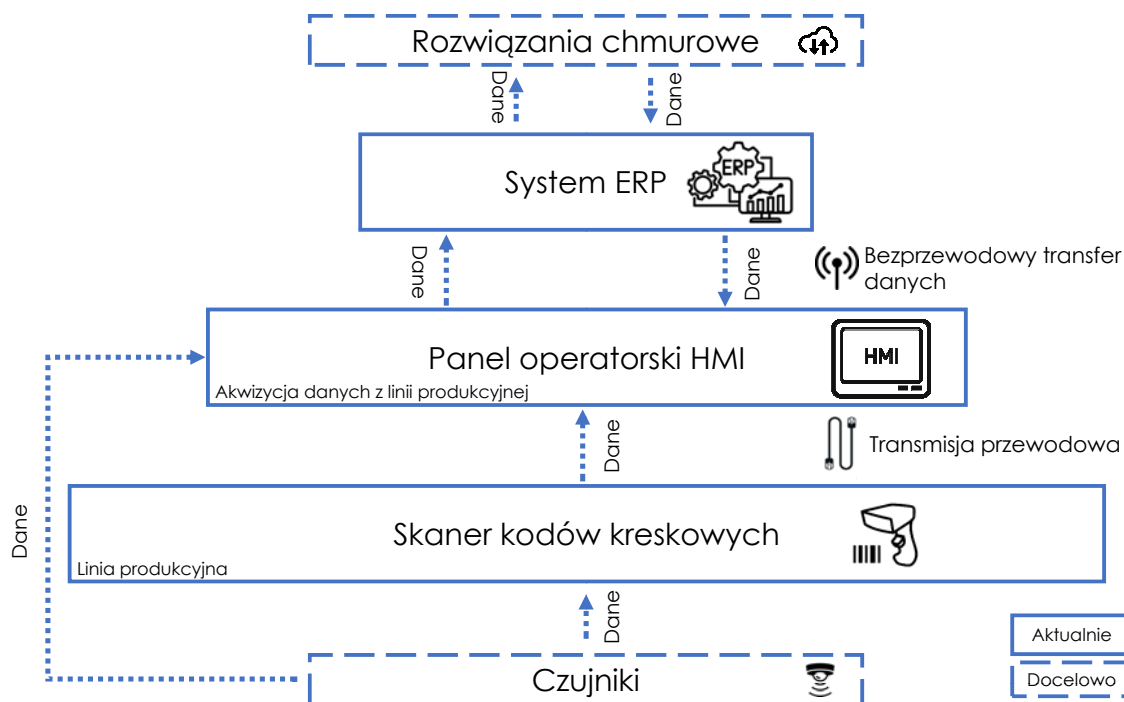 Rozwiązania chmurowe
Dane
Dane
System ERP
ERP
Dane
Dane
Bezprzewodowy transfer
danych
Panel operatorski HMI
HMI
Akwizycja danych z linii produkcyjnej
Dane
Transmisja przewodowa
Dane
Skaner kodów kreskowych
Linia produkcyjna
Dane
Czujniki
Aktualnie
Docelowo